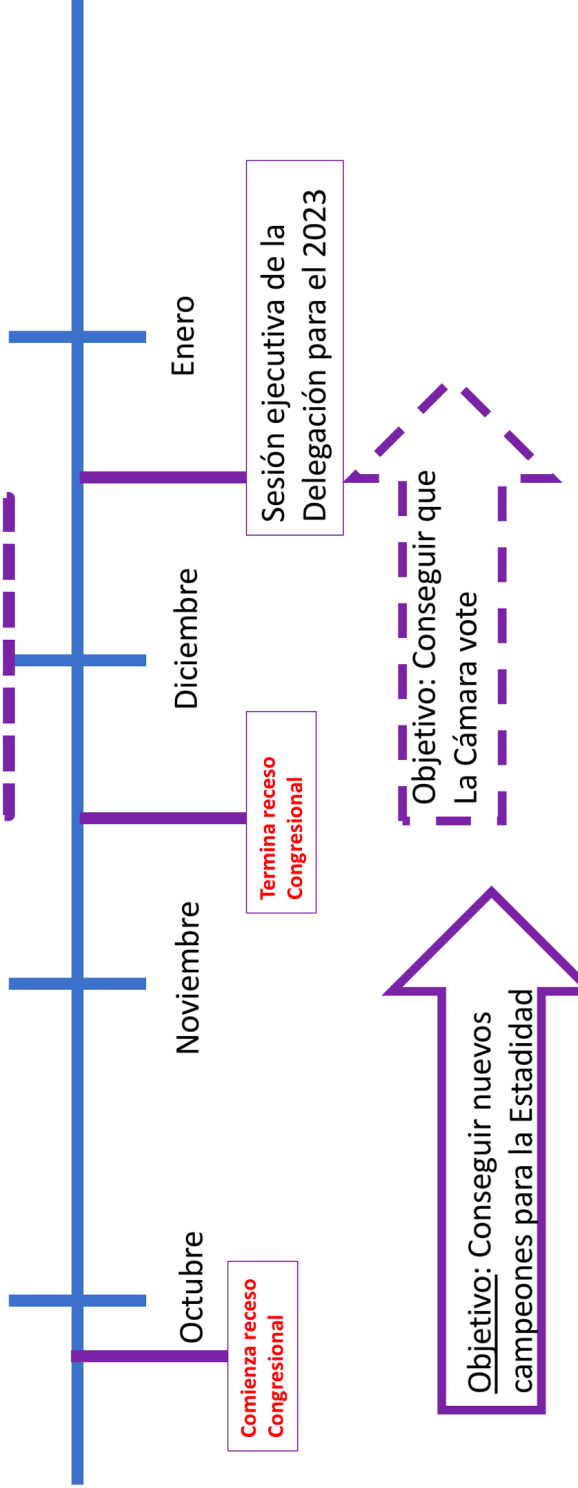 Octubre
Noviembre
Diciembre
Enero
Comienza receso
Congresional
Termina receso
Congresional
Sesión ejecutiva de la
Delegación para el 2023
Objetivo: Conseguir nuevos
campeones para la Estadidad
Objetivo: Conseguir que
La Cámara vote